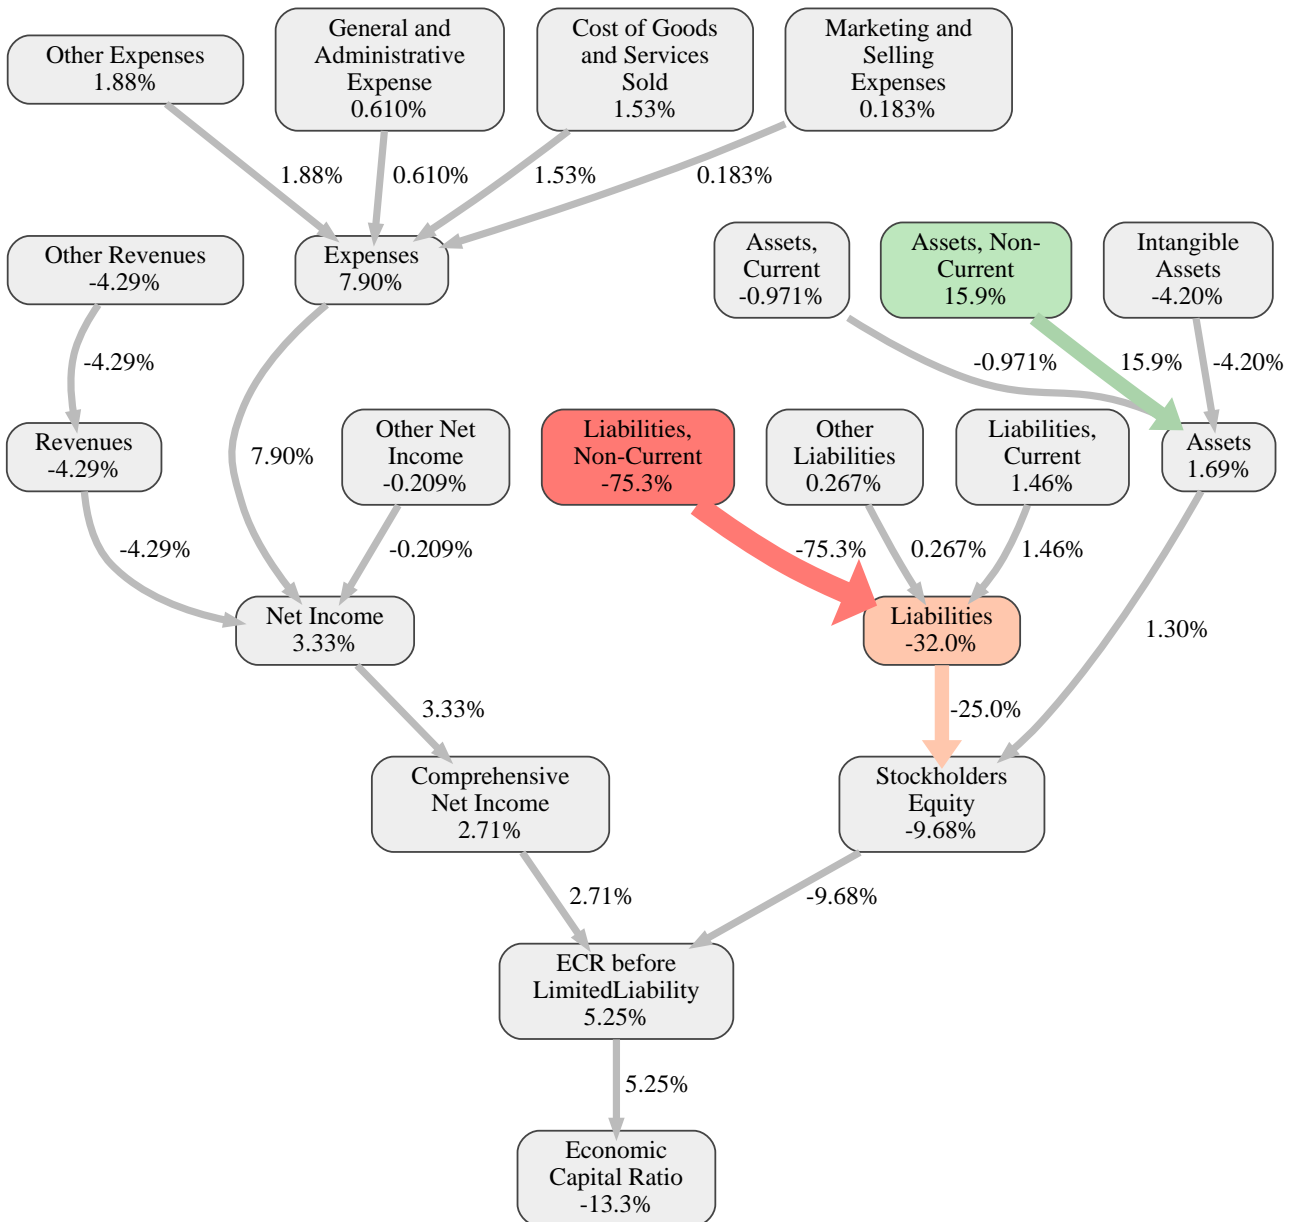 Other Expenses
1.88%
General and
Administrative
Expense
0.610%
Cost of Goods
and Services
Sold
1.53%
Marketing and
Selling
Expenses
0.183%
1.88%
0.610%
1.53%
0.183%
Other Revenues
-4.29%
Expenses
7.90%
Assets,
Current
-0.971%
Assets, Non-
Current
15.9%
Intangible
Assets
-4.20%
-4.29%
-0.971%
15.9%
-4.20%
Revenues
-4.29%
7.90%
Other Net
Income
-0.209%
Liabilities,
Non-Current
-75.3%
Other
Liabilities
0.267%
Liabilities,
Current
1.46%
Assets
1.69%
-4.29%
-0.209%
-75.3%
0.267%
1.46%
Net Income
3.33%
Liabilities
-32.0%
1.30%
3.33%
-25.0%
Comprehensive
Net Income
2.71%
Stockholders
Equity
-9.68%
2.71%
-9.68%
ECR before
LimitedLiability
5.25%
5.25%
Economic
Capital Ratio
-13.3%